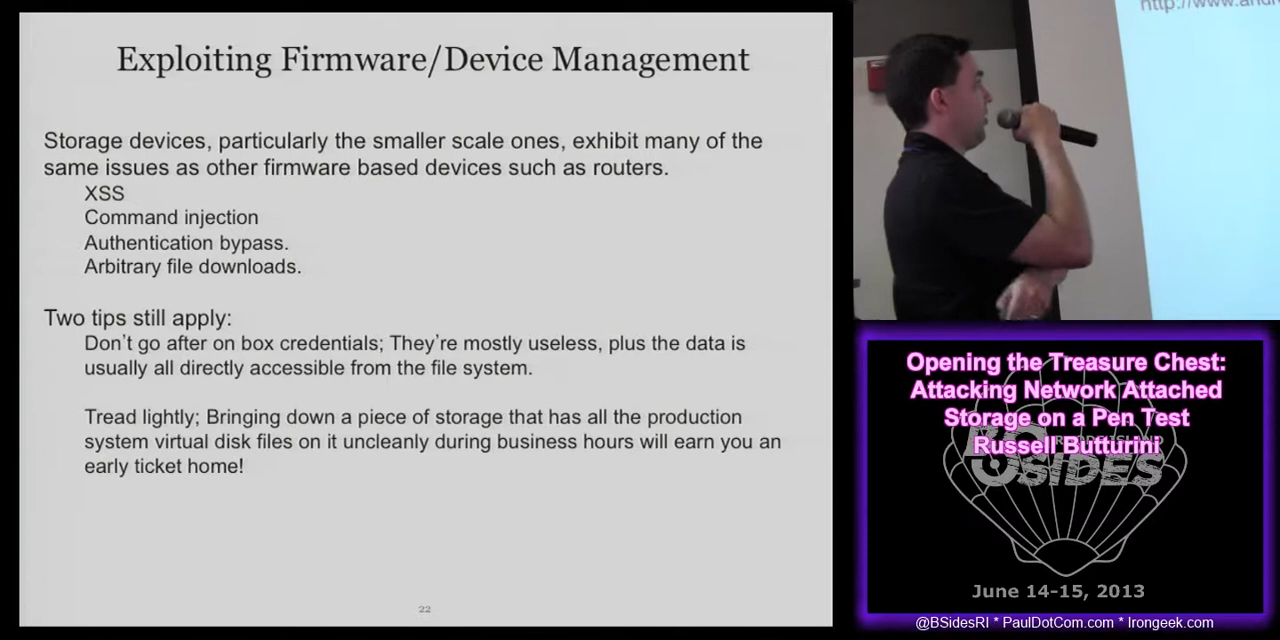 Exploiting Firmware/Device Management
Storage devices, particularly the smaller scale ones, exhibit many of the
same issues as other firmware based devices such as routers.
XSS
Command injection
Authentication bypass.
Arbitrary file downloads.
Two tips still apply:
Don't go after on box credentials; They're mostly useless, plus the data is
usually all directly accessible from the file system.
Tread lightly; Bringing down a piece of storage that has all the production
system virtual disk files on it uncleanly during business hours will earn you an
early ticket home!
22
Opening the Treasure Chest:
Attacking Network Attached
Storage on a Pen Test
Russell Butturini
BSIDES
June 14-15, 2013
@BSidesRI * PaulDotCom.com * Irongeek.com